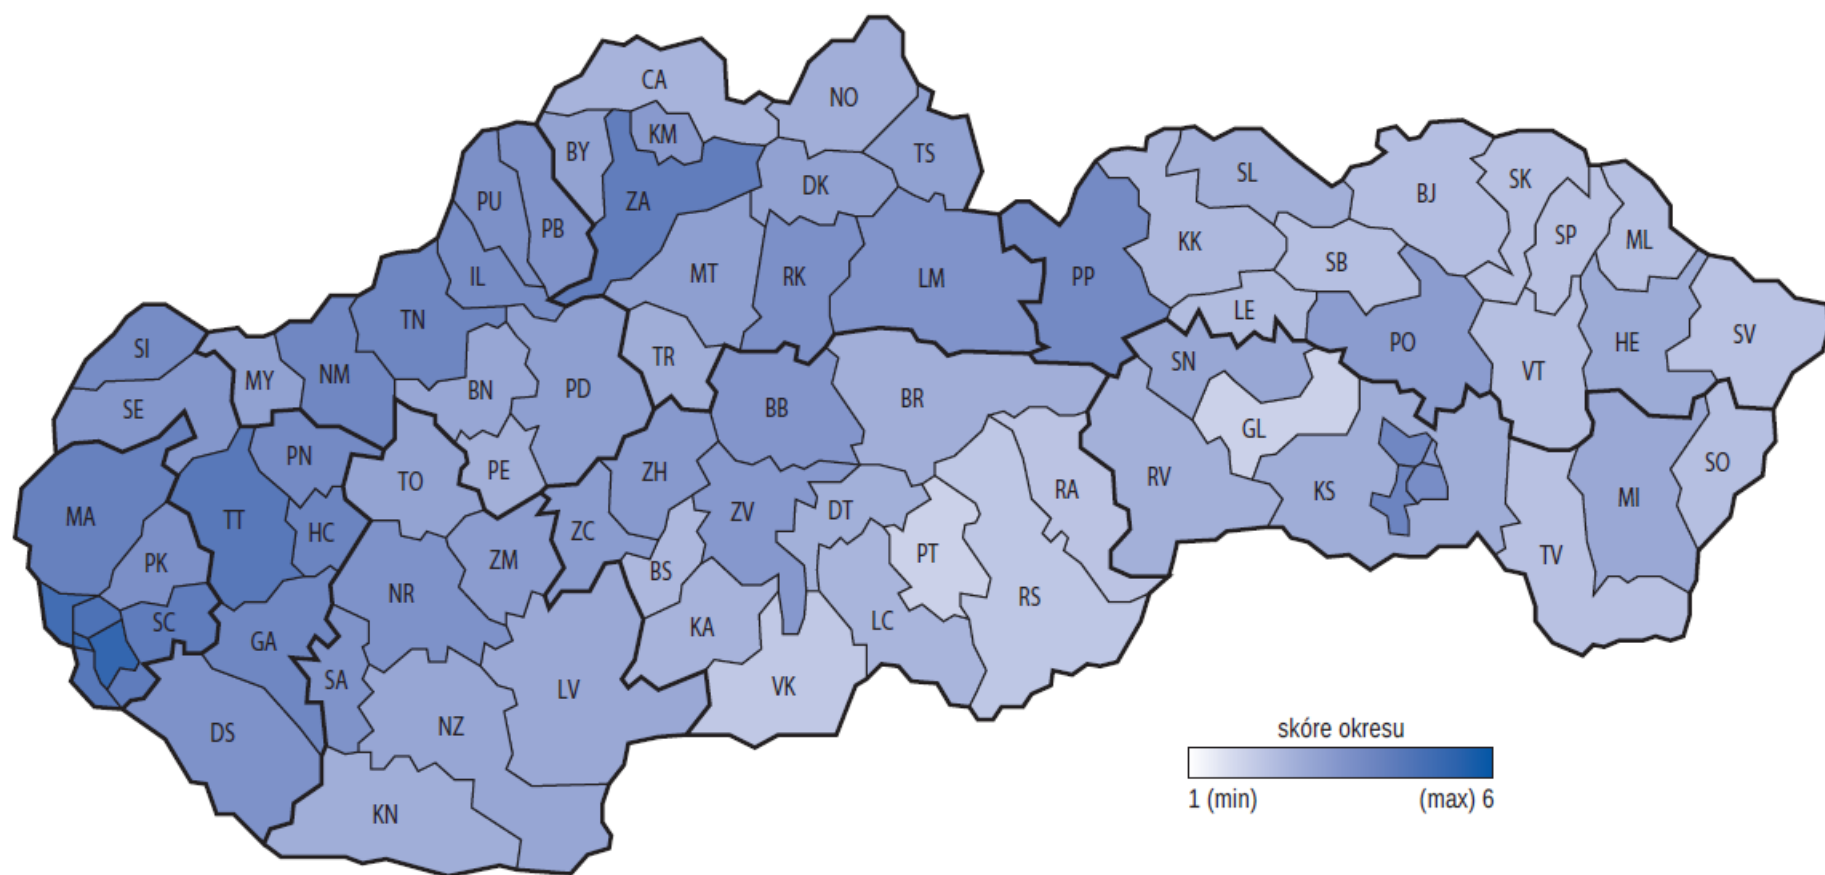 CA
NO
KM
BY
TS
DK
SL
SK
BJ
PU
ZA
PB
KK
SP
ML
SB
IL
MT
RK
LM
PP
LE
TN
SI
TR
SN
PO
HE
SV
VT
MY
NM
BN
PD
BR
SE
BB
GL
PN
PE
TO
ZH
RV
KS
RA
SO
MI
MA
TT
HC
ZC
ZV
DT
PT
TV
PK
ZM
BS
NR
RS
SC
GA
KA
LC
SA
LV
VK
DS
NZ
KN
skóre okresu
1 (min) (max) 6